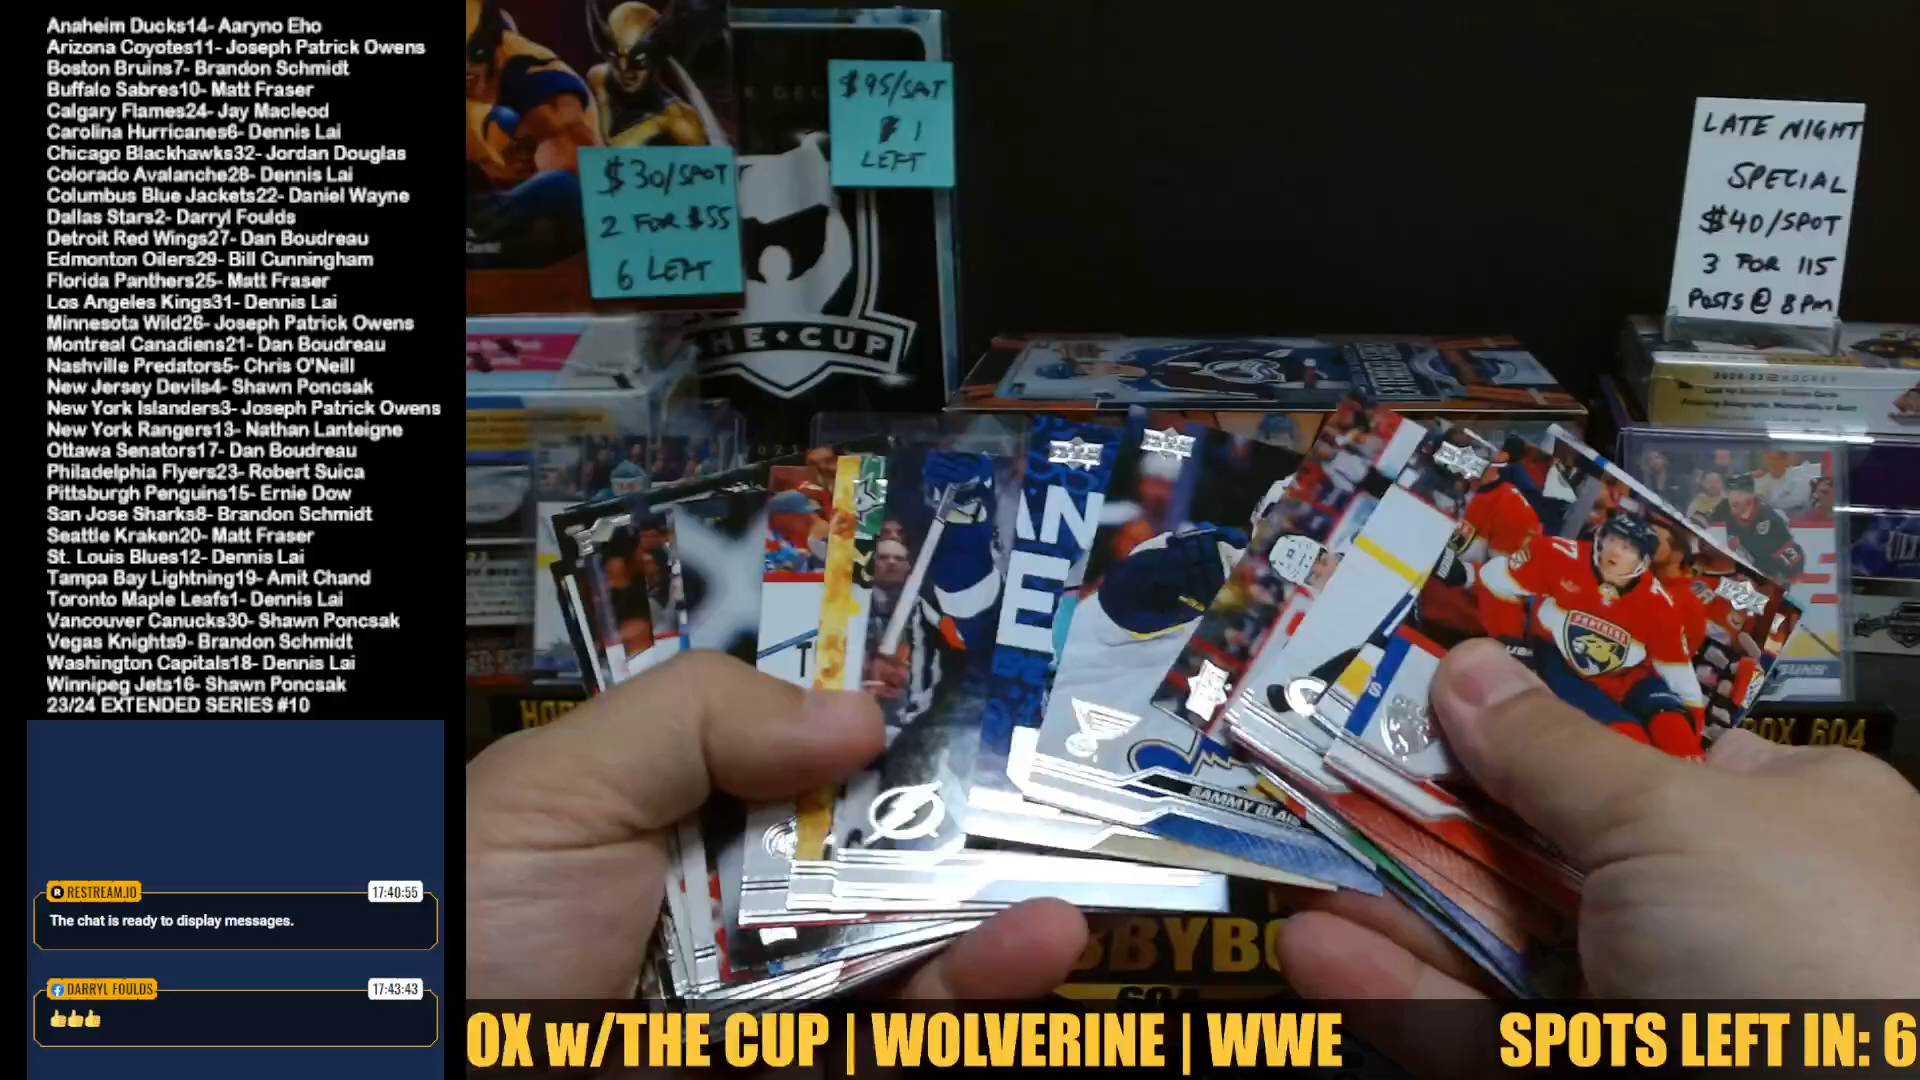 Anaheim Ducks14- Aaryno Eho
Arizona Coyotes11- Joseph Patrick Owens
Boston Bruins7- Brandon Schmidt
Buffalo Sabres10- Matt Fraser
Calgary Flames24- Jay Macleod
Carolina Hurricanes6- Dennis Lai
Chicago Blackhawks32- Jordan Douglas
Colorado Avalanche28- Dennis Lai
Columbus Blue Jackets22- Daniel Wayne
Dallas Stars2- Darryl Foulds
Detroit Red Wings27- Dan Boudreau
Edmonton Oilers29- Bill Cunningham
Florida Panthers25- Matt Fraser
Los Angeles Kings31- Dennis Lai
Minnesota Wild26- Joseph Patrick Owens
Montreal Canadiens21- Dan Boudreau
Nashville Predators5- Chris O'Neill
New Jersey Devils4- Shawn Poncsak
New York Islanders3- Joseph Patrick Owens
New York Rangers13- Nathan Lanteigne
Ottawa Senators17- Dan Boudreau
Philadelphia Flyers23- Robert Suica
Pittsburgh Penguins15- Ernie Dow
San Jose Sharks8- Brandon Schmidt
Seattle Kraken20- Matt Fraser
St. Louis Blues12- Dennis Lai
Tampa Bay Lightning19- Amit Chand
Toronto Maple Leafs1- Dennis Lai
Vancouver Canucks30- Shawn Poncsak
Vegas Knights9- Brandon Schmidt
Washington Capitals18- Dennis Lai
Winnipeg Jets16- Shawn Poncsak
23/24 EXTENDED SERIES #10
RESTREAM.IO
17:40:55
The chat is ready to display messages.
DARRYL FOULDS
17:43:43
👍👍👍
$30/SPOT
2 FOR $55
6 LEFT
$95/SPOT
1
LEFT
HE•CUP
LATE NIGHT
SPECIAL
$40/SPOT
3 FOR 115
POSTS @ 8PM
PANTHERS
SAMMY BLAI
BOX 604
BBYBO
OX w/THE CUP | WOLVERINE | WWE
SPOTS LEFT IN: 6